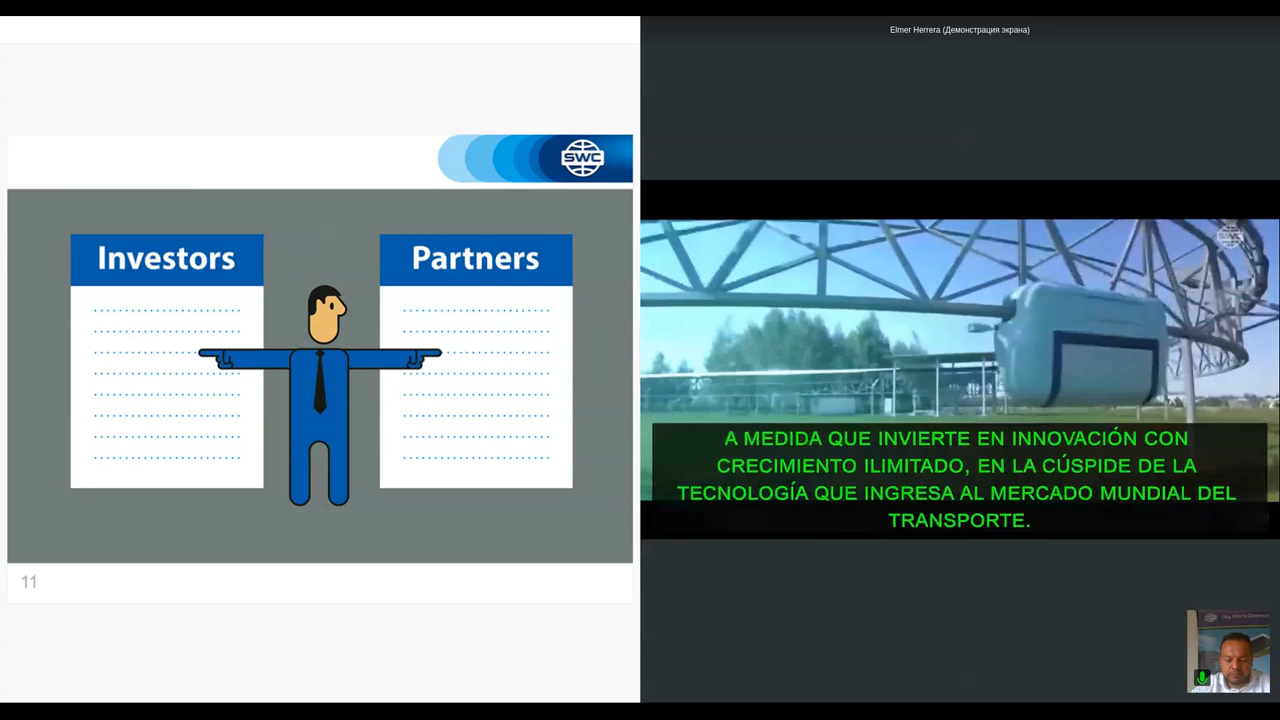 SWC
Investors
Partners
11
Elmer Herrera (Демонстрация экрана)
A MEDIDA QUE INVIERTE EN INNOVACIÓN CON
CRECIMIENTO ILIMITADO, EN LA CÚSPIDE DE LA
TECNOLOGÍA QUE INGRESA AL MERCADO MUNDIAL DEL
TRANSPORTE.